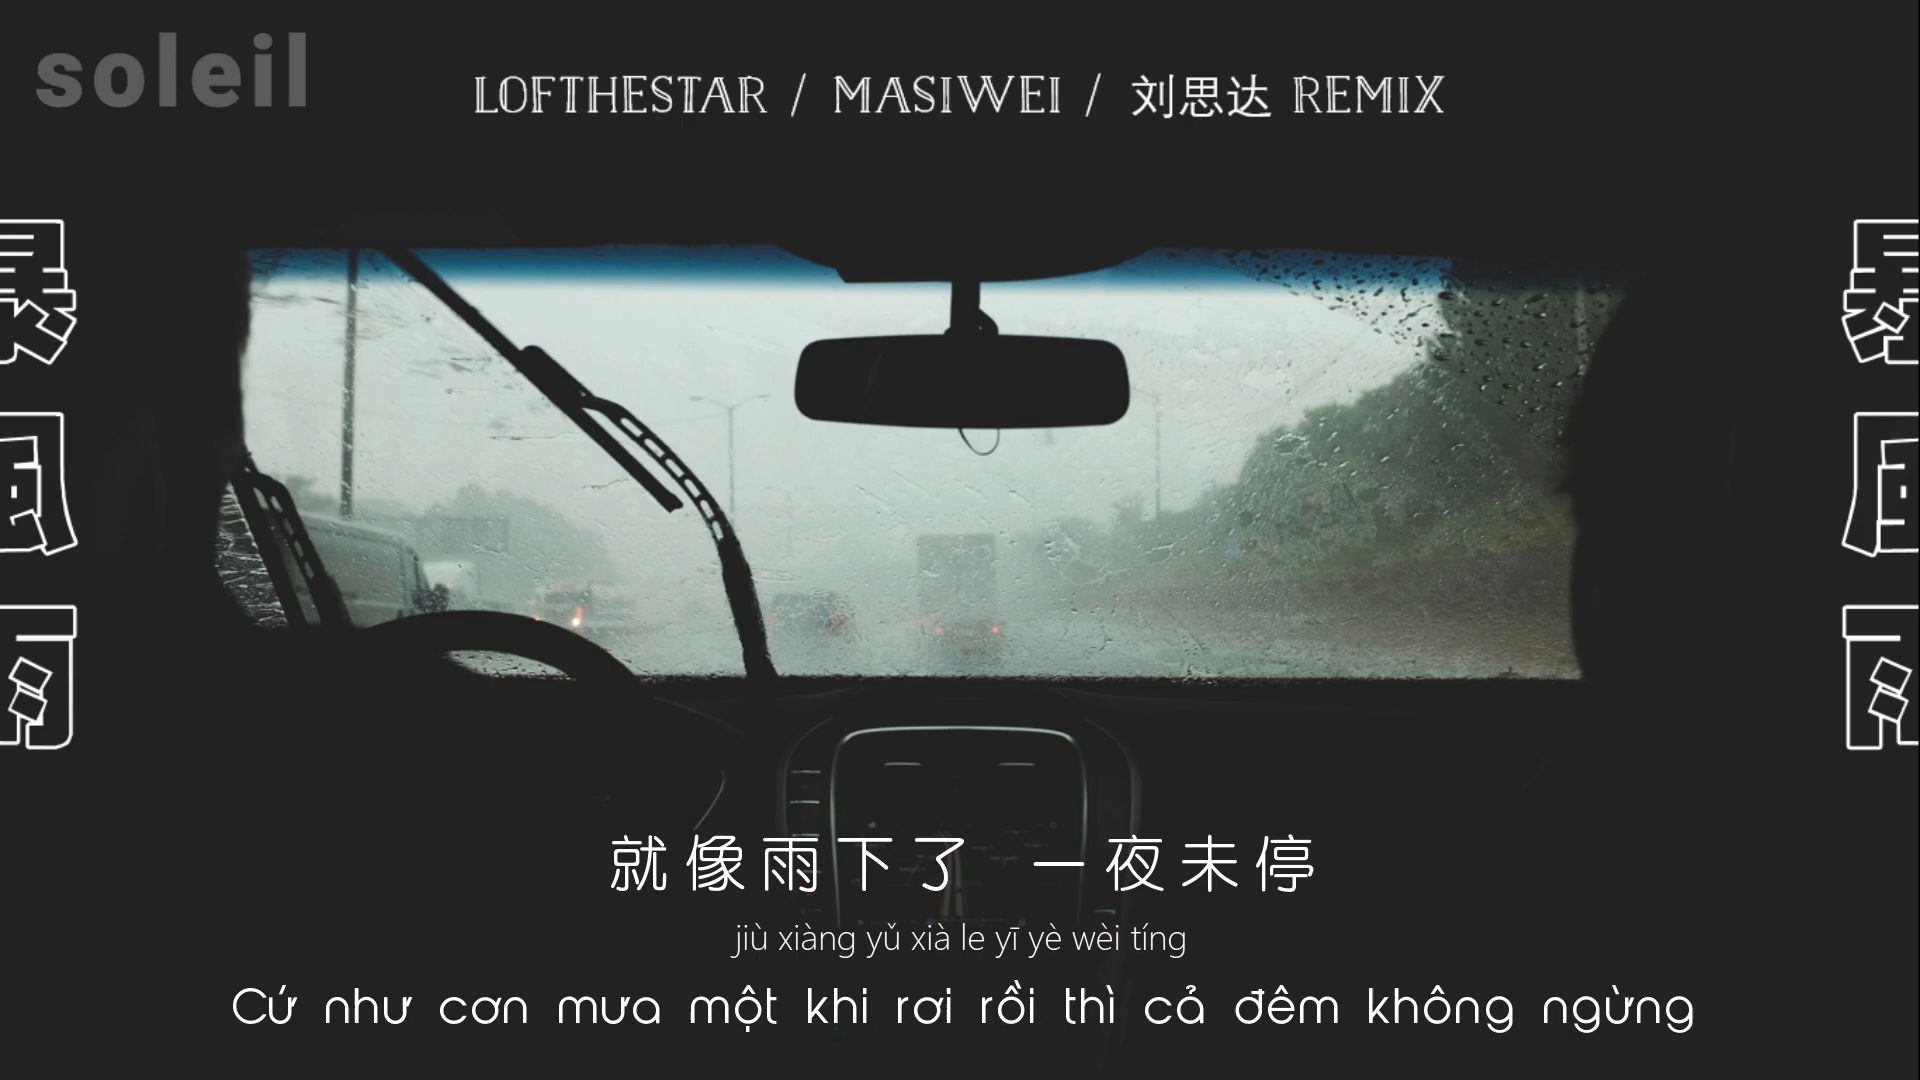 soleil
LOFTHESTAR / MASIWEI / 刘思达 REMIX
就像雨下了 一夜未停
jiù xiàng yǔ xià le yī yè wèi tíng
Cứ như cơn mưa một khi rơi rồi thì cả đêm không ngừng